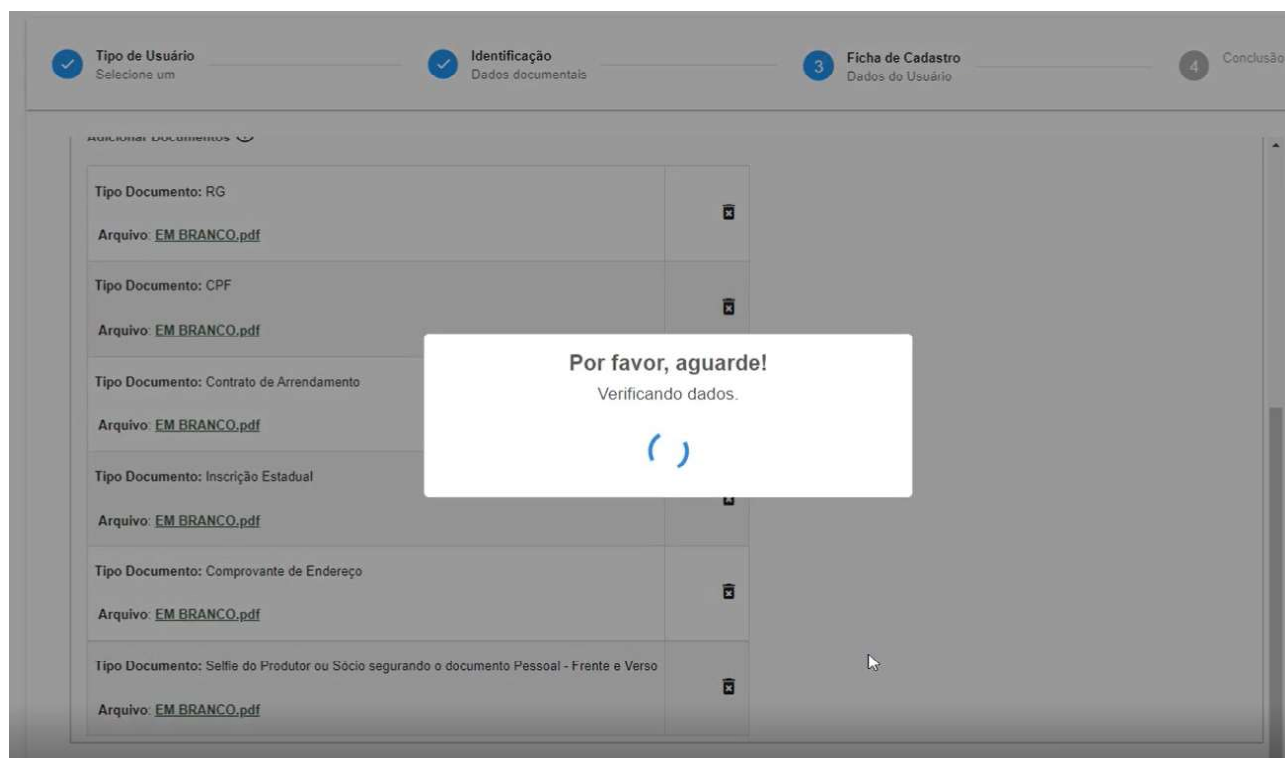 Tipo de Usuário
Selecione um
Identificação
Dados documentais
3
Ficha de Cadastro
Dados do Usuário
4
Conclusão
Adicionar Documentos
Tipo Documento: RG
Arquivo: EM BRANCO.pdf
Tipo Documento: CPF
Arquivo: EM BRANCO.pdf
Tipo Documento: Contrato de Arrendamento
Arquivo: EM BRANCO.pdf
Tipo Documento: Inscrição Estadual
Arquivo: EM BRANCO.pdf
Tipo Documento: Comprovante de Endereço
Arquivo: EM BRANCO.pdf
Tipo Documento: Selfie do Produtor ou Sócio segurando o documento Pessoal - Frente e Verso
Arquivo: EM BRANCO.pdf
Por favor, aguarde!
Verificando dados.